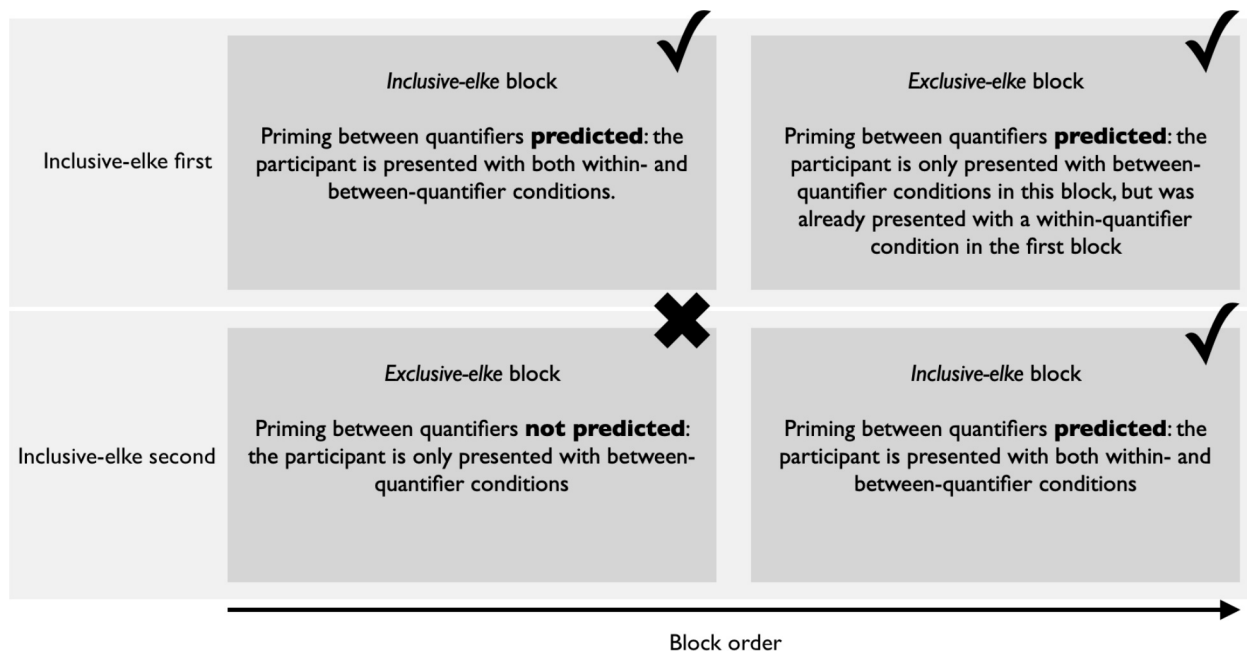 Inclusive-elke first
Inclusive-elke block
Priming between quantifiers predicted: the
participant is presented with both within- and
between-quantifier conditions.
Exclusive-elke block
Priming between quantifiers predicted: the
participant is only presented with between-
quantifier conditions in this block, but was
already presented with a within-quantifier
condition in the first block
Inclusive-elke second
Exclusive-elke block
Priming between quantifiers not predicted:
the participant is only presented with between-
quantifier conditions
Inclusive-elke block
Priming between quantifiers predicted: the
participant is presented with both within- and
between-quantifier conditions
Block order